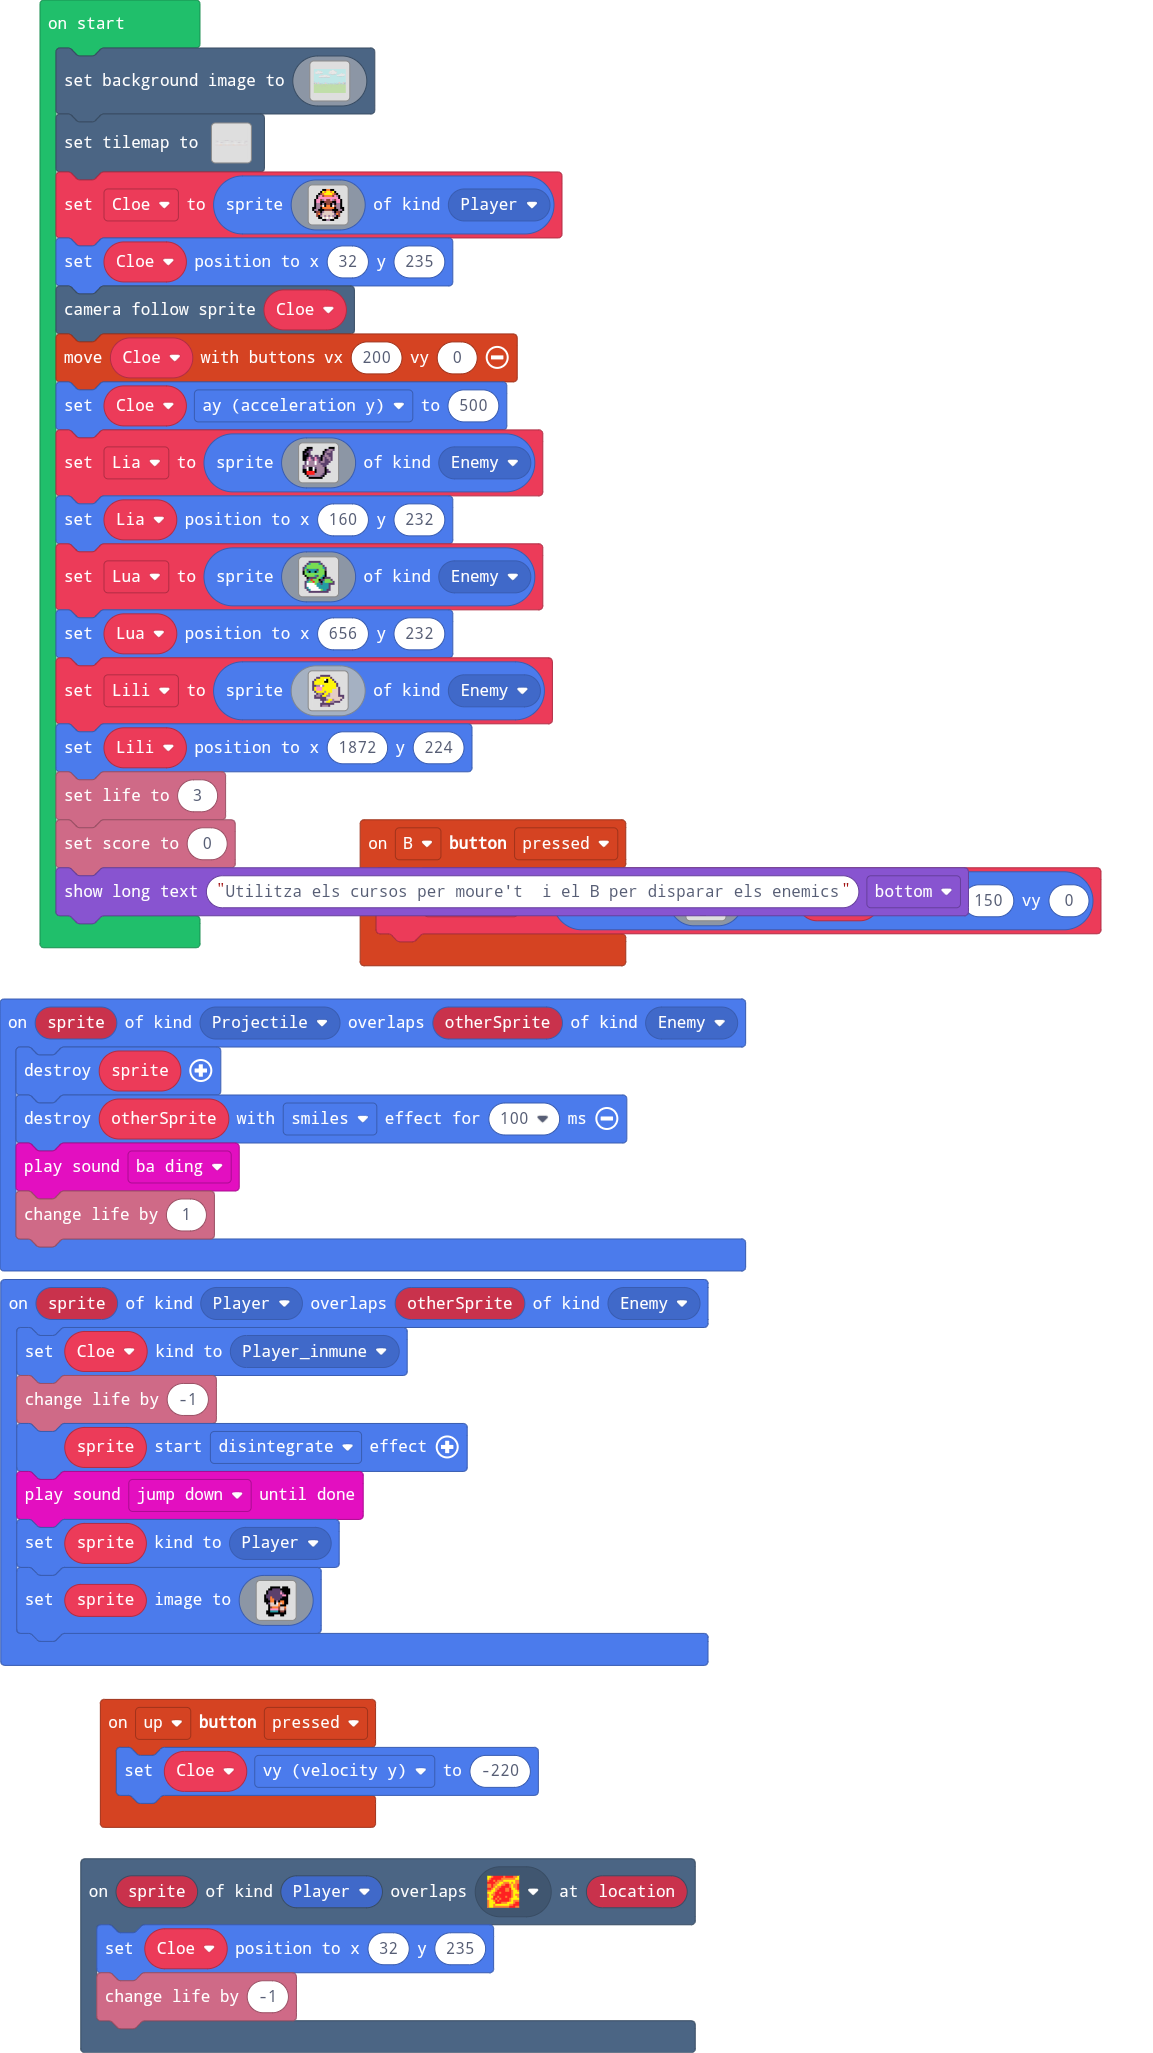 on start
set background image to
set tilemap to
set Cloe to sprite of kind Player
set Cloe position to x 32 y 235
camera follow sprite Cloe
move Cloe with buttons vx 200 vy 0
set Cloe ay (acceleration y) to 500
set Lia to sprite of kind Enemy
set Lia position to x 160 y 232
set Lua to sprite of kind Enemy
set Lua position to x 656 y 232
set Lili to sprite of kind Enemy
set Lili position to x 1872 y 224
set life to 3
set score to 0
on B button pressed
show long text "Utilitza els cursos per moure't  i el B per disparar els enemics" bottom
150 vy 0
on sprite of kind Projectile overlaps otherSprite of kind Enemy
destroy sprite
destroy otherSprite with smiles effect for 100 ms
play sound ba ding
change life by 1
on sprite of kind Player overlaps otherSprite of kind Enemy
set Cloe kind to Player_inmune
change life by -1
sprite start disintegrate effect
play sound jump down until done
set sprite kind to Player
set sprite image to
on up button pressed
set Cloe vy (velocity y) to -220
on sprite of kind Player overlaps at location
set Cloe position to x 32 y 235
change life by -1